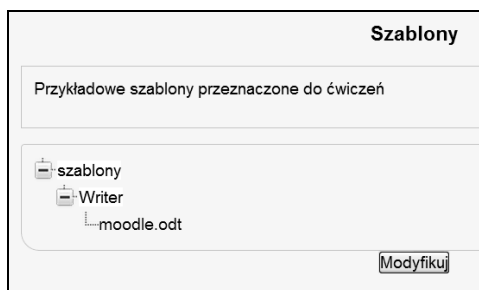 Szablony
Przykładowe szablony przeznaczone do ćwiczeń
szablony
Writer
moodle.odt
Modyfikuj